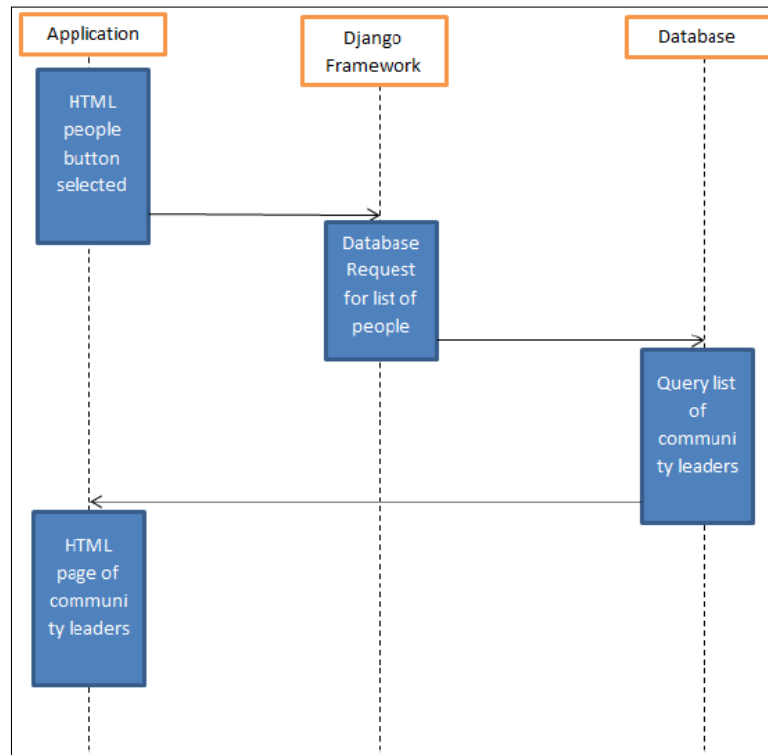 Application
Django
Framework
Database
HTML
people
button
selected
Database
Request
for list of
people
Query list
of
communi
ty leaders
HTML
page of
communi
ty leaders